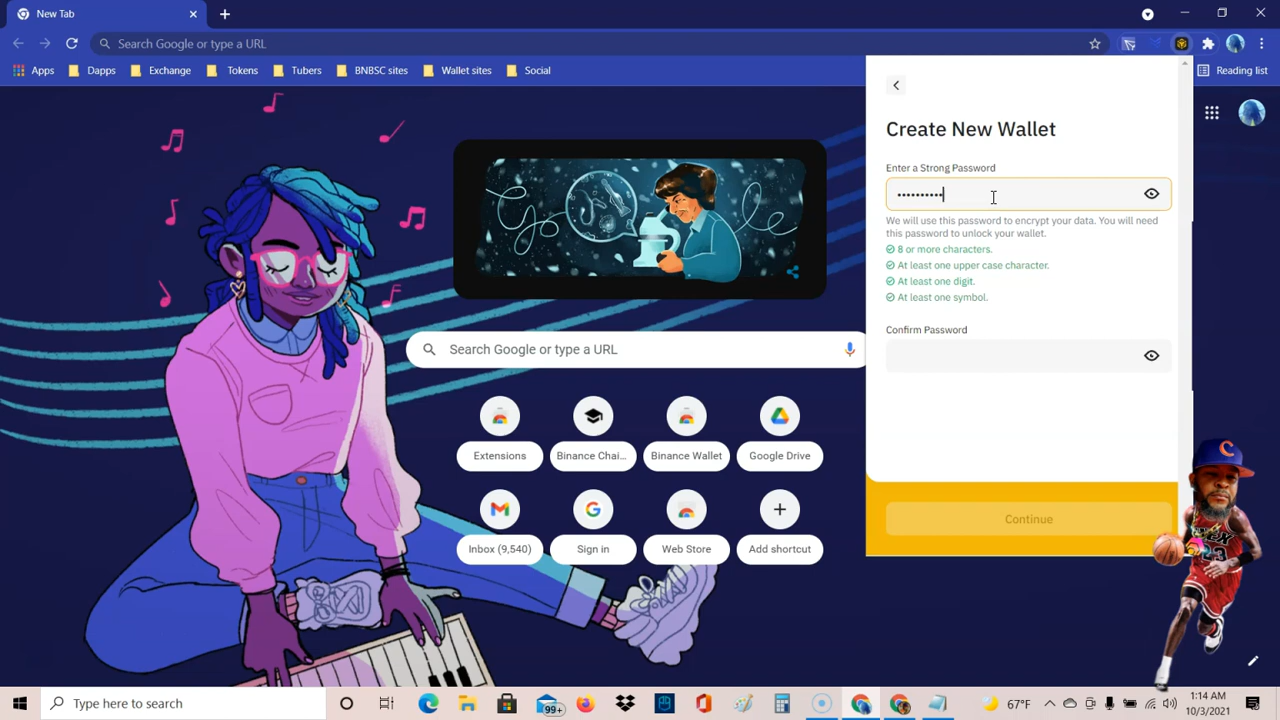 New Tab
Search Google or type a URL
Apps
Dapps
Exchange
Tokens
Tubers
BNBSC sites
Wallet sites
Social
Reading list
Create New Wallet
Enter a Strong Password
••••••••••
We will use this password to encrypt your data. You will need
this password to unlock your wallet.
8 or more characters.
At least one upper case character.
At least one digit.
At least one symbol.
Confirm Password
Continue
Search Google or type a URL
Extensions
Binance Chai...
Binance Wallet
Google Drive
Inbox (9,540)
Sign in
Web Store
Add shortcut
C
23
Type here to search
99+
67°F
1:14 AM
10/3/2021